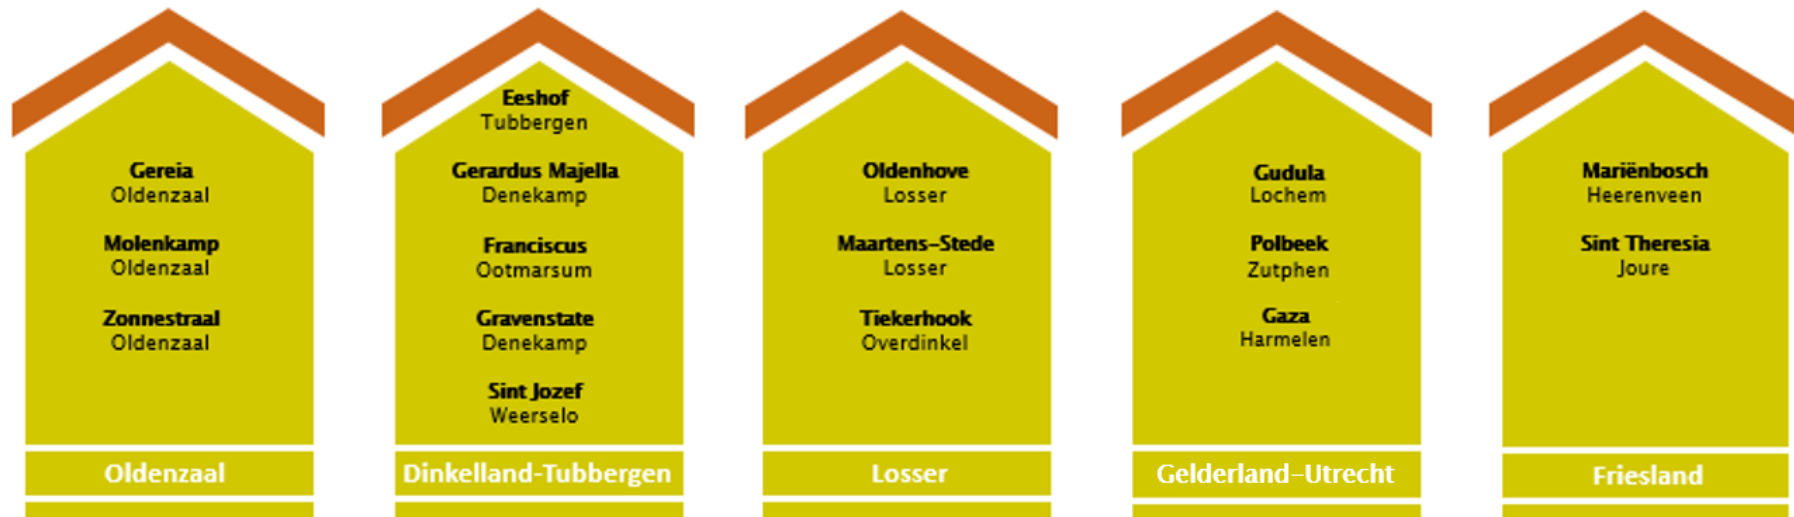 Gereia
Oldenzaal
Molenkamp
Oldenzaal
Zonnestraal
Oldenzaal
Oldenzaal
Eeshof
Tubbergen
Gerardus Majella
Denekamp
Franciscus
Ootmarsum
Gravenstate
Denekamp
Sint Jozef
Weerselo
Dinkelland-Tubbergen
Oldenhove
Losser
Maartens-Stede
Losser
Tiekerhook
Overdinkel
Losser
Gudula
Lochem
Polbeek
Zutphen
Gaza
Harmelen
Gelderland-Utrecht
Mariënbosch
Heerenveen
Sint Theresia
Joure
Friesland